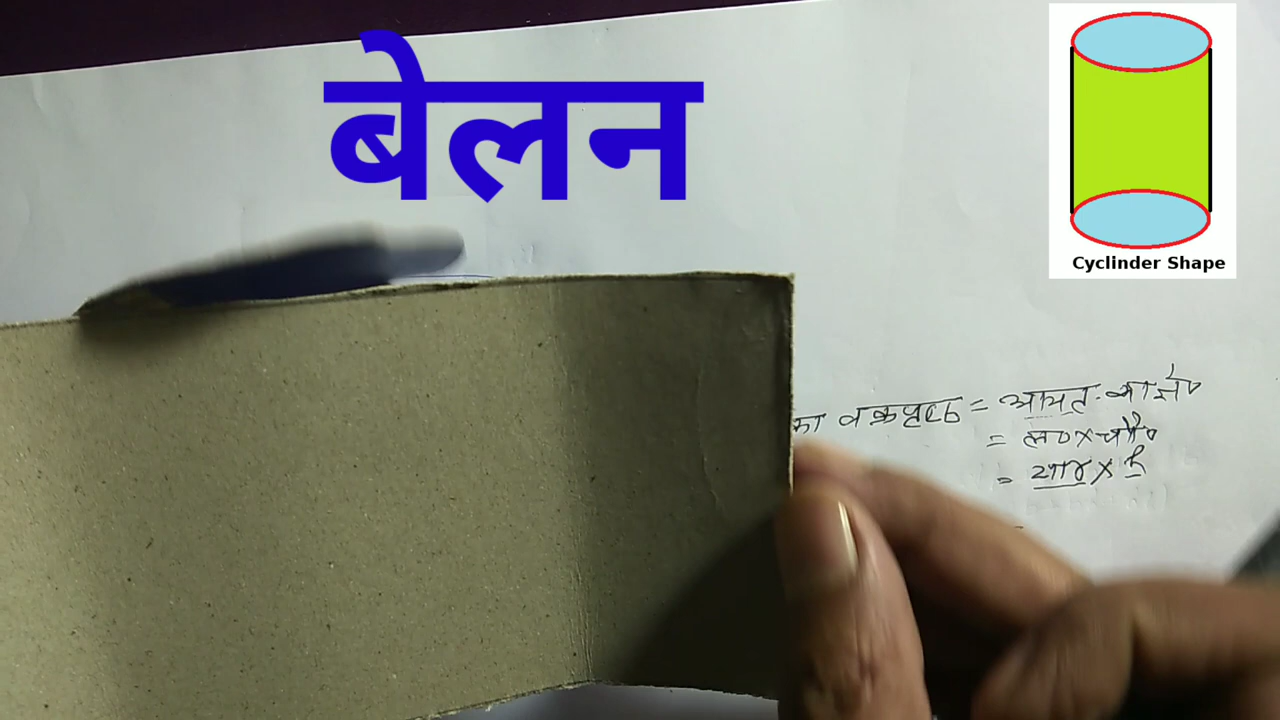 बेलन
Cyclinder Shape
का वक्रपृष्ठ = आयत का क्षे०
= ल० × चौ०
= 2πr × h